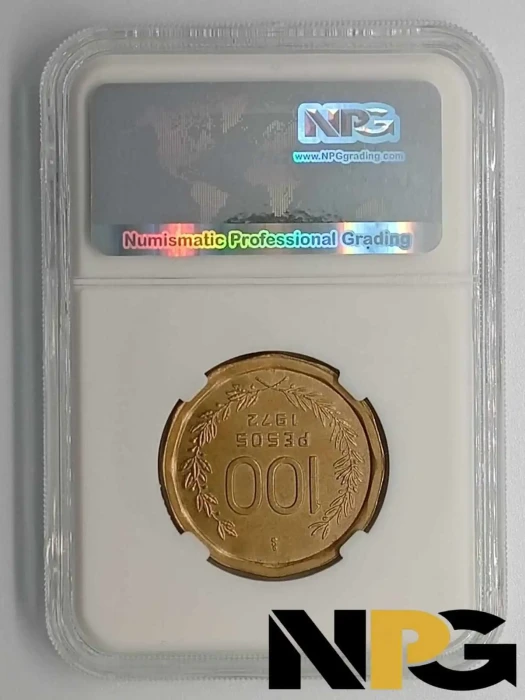 NPG
www.NPGgrading.com
Numismatic Professional Grading
100
PESOS
1972
NPG